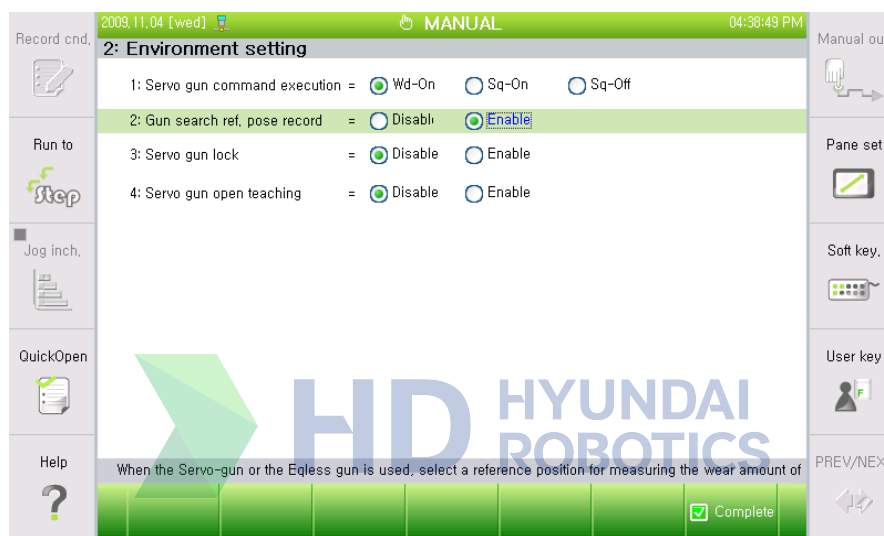 2009.11.04 [wed] MANUAL 04:38:49 PM
2: Environment setting
1: Servo gun command execution = Wd-On Sq-On Sq-Off
2: Gun search ref, pose record = Disable Enable
3: Servo gun lock = Disable Enable
4: Servo gun open teaching = Disable Enable
Record cnd.
Run to
Step
Jog inch.
QuickOpen
Help
?
Manual ou
Pane set
Soft key.
User key
F
PREV/NEX
HD HYUNDAI
ROBOTICS
When the Servo-gun or the Eqless gun is used, select a reference position for measuring the wear amount of
Complete